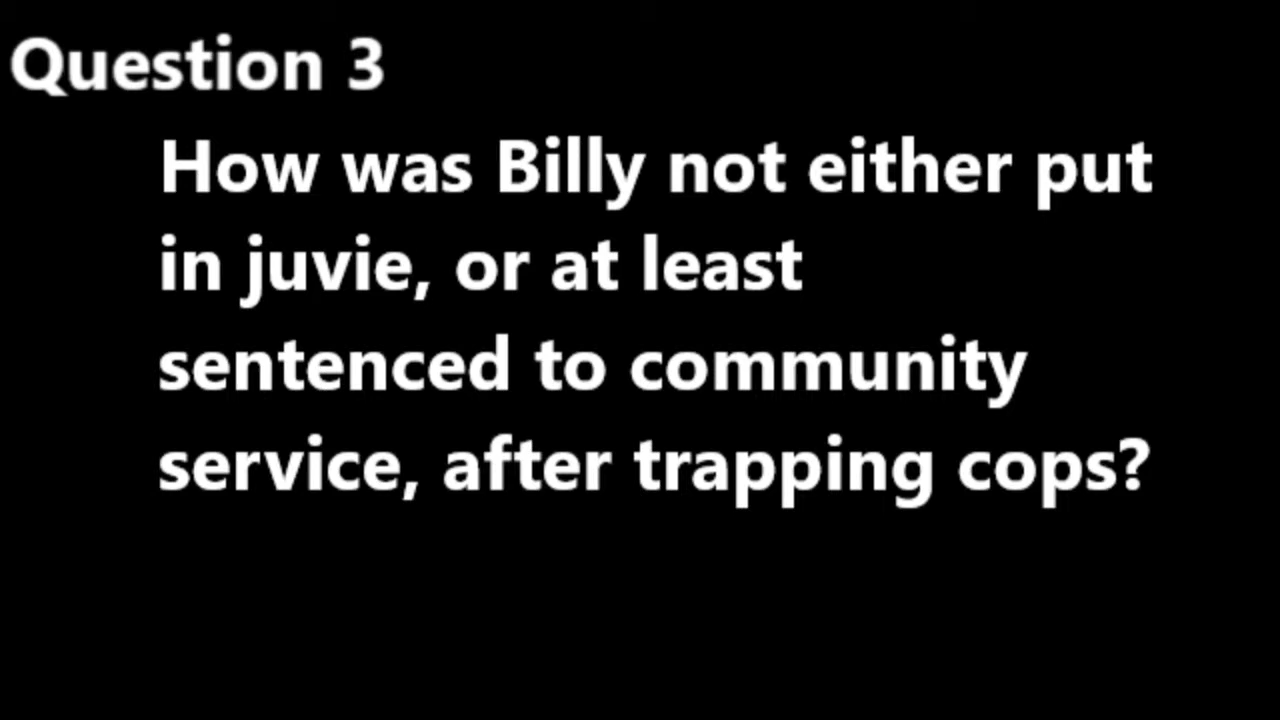 Question 3
How was Billy not either put
in juvie, or at least
sentenced to community
service, after trapping cops?